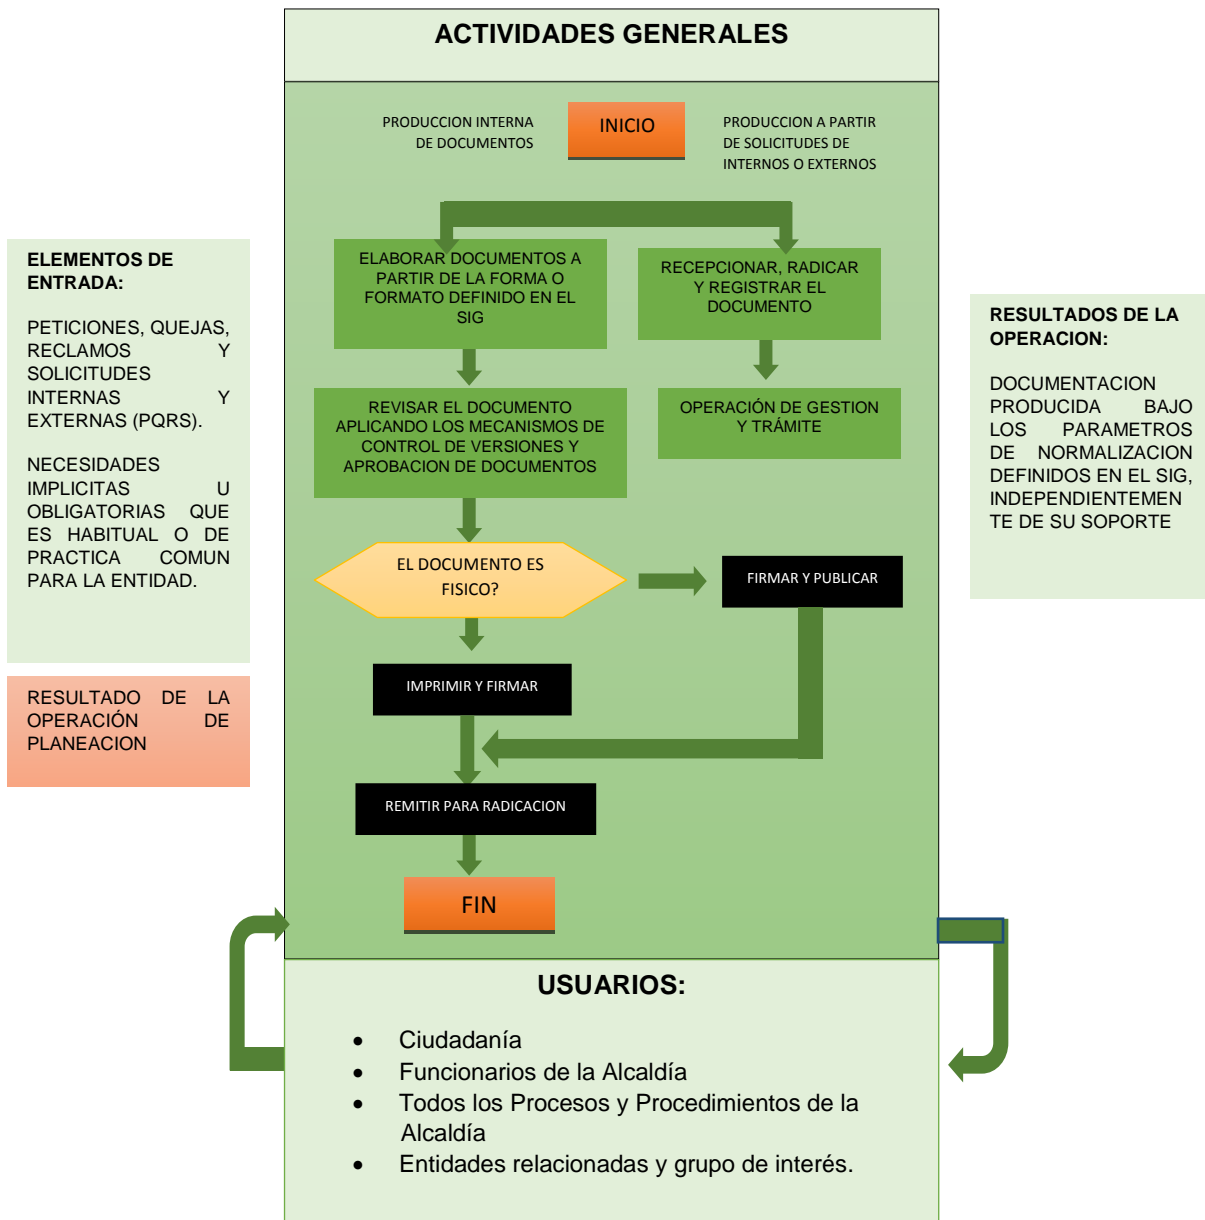 ACTIVIDADES GENERALES
PRODUCCION INTERNA
DE DOCUMENTOS
INICIO
PRODUCCION A PARTIR
DE SOLICITUDES DE
INTERNOS O EXTERNOS
ELABORAR DOCUMENTOS A
PARTIR DE LA FORMA O
FORMATO DEFINIDO EN EL
SIG
RECEPCIONAR, RADICAR
Y REGISTRAR EL
DOCUMENTO
REVISAR EL DOCUMENTO
APLICANDO LOS MECANISMOS DE
CONTROL DE VERSIONES Y
APROBACION DE DOCUMENTOS
OPERACIÓN DE GESTION
Y TRÁMITE
EL DOCUMENTO ES
FISICO?
FIRMAR Y PUBLICAR
IMPRIMIR Y FIRMAR
REMITIR PARA RADICACION
FIN
ELEMENTOS DE
ENTRADA:
PETICIONES, QUEJAS,
RECLAMOS Y
SOLICITUDES
INTERNAS Y
EXTERNAS (PQRS).
NECESIDADES
IMPLICITAS U
OBLIGATORIAS QUE
ES HABITUAL O DE
PRACTICA COMUN
PARA LA ENTIDAD.
RESULTADO DE LA
OPERACIÓN DE
PLANEACION
RESULTADOS DE LA
OPERACION:
DOCUMENTACION
PRODUCIDA BAJO
LOS PARAMETROS
DE NORMALIZACION
DEFINIDOS EN EL SIG,
INDEPENDIENTEMEN
TE DE SU SOPORTE
USUARIOS:
• Ciudadanía
• Funcionarios de la Alcaldía
• Todos los Procesos y Procedimientos de la
Alcaldía
• Entidades relacionadas y grupo de interés.